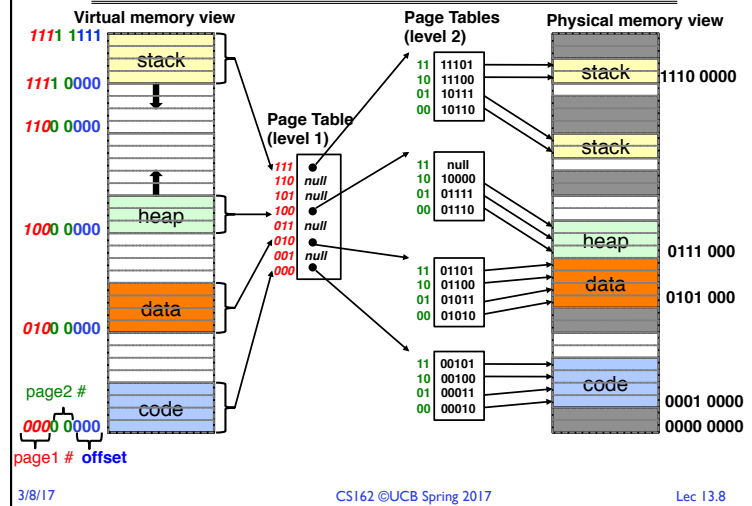 Virtual memory view
1111 1111
stack
1111 0000
1100 0000
heap
1000 0000
data
0100 0000
page2 #
code
0000 0000
page1 # offset
Page Table
(level 1)
111
110 null
101 null
100
011 null
010
001 null
000
Page Tables
(level 2)
11 11101
10 11100
01 10111
00 10110
11 null
10 10000
01 01111
00 01110
11 01101
10 01100
01 01011
00 01010
11 00101
10 00100
01 00011
00 00010
Physical memory view
stack
1110 0000
stack
heap
0111 000
data
0101 000
code
0001 0000
0000 0000
3/8/17
CS162 ©UCB Spring 2017
Lec 13.8